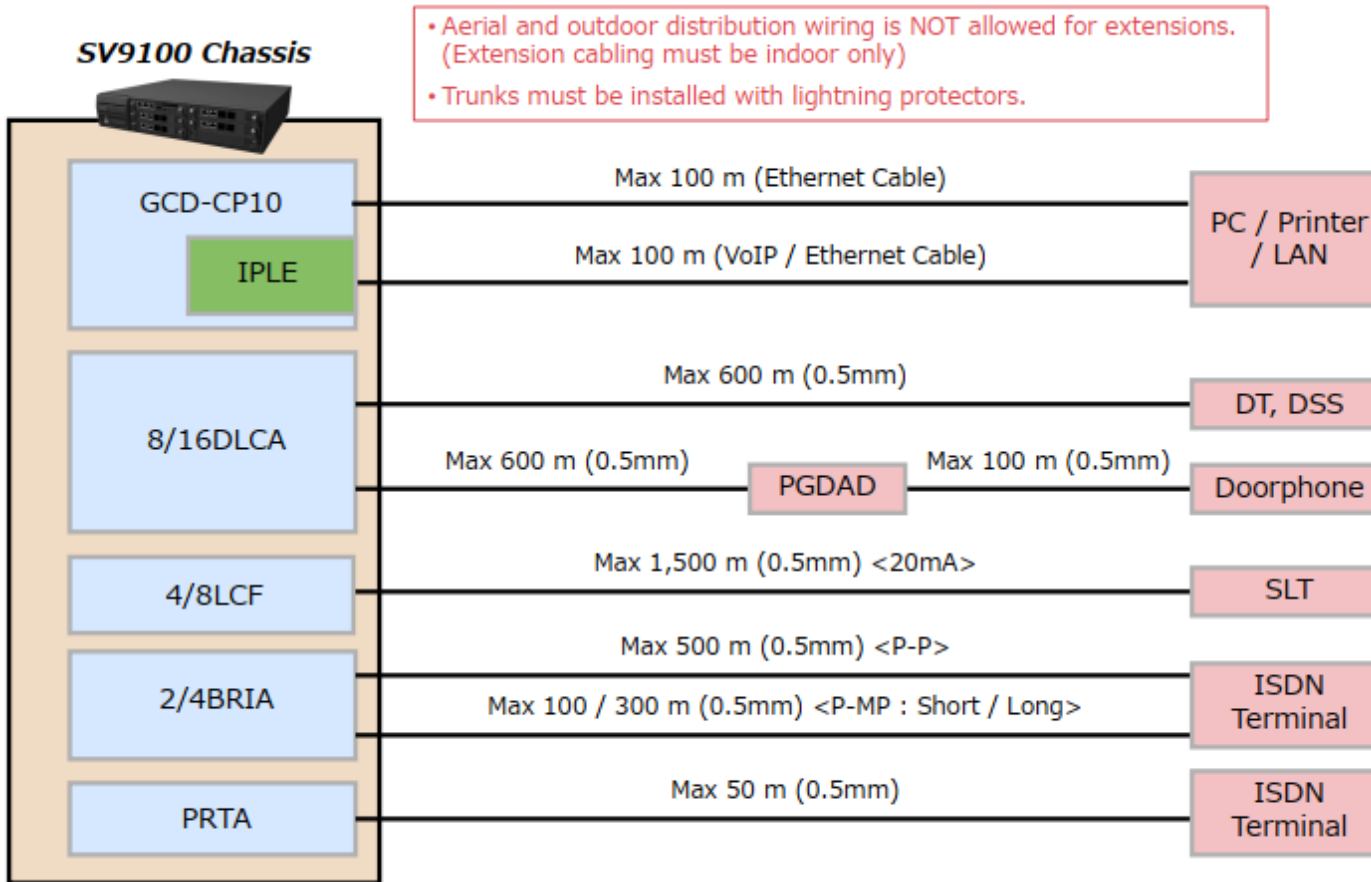 • Aerial and outdoor distribution wiring is NOT allowed for extensions.
(Extension cabling must be indoor only)
• Trunks must be installed with lightning protectors.
SV9100 Chassis
GCD-CP10
IPLE
Max 100 m (Ethernet Cable)
Max 100 m (VoIP / Ethernet Cable)
PC / Printer
/ LAN
8/16DLCA
Max 600 m (0.5mm)
DT, DSS
Max 600 m (0.5mm)
PGDAD
Max 100 m (0.5mm)
Doorphone
4/8LCF
Max 1,500 m (0.5mm) <20mA>
SLT
2/4BRIA
Max 500 m (0.5mm) <P-P>
Max 100 / 300 m (0.5mm) <P-MP : Short / Long>
ISDN
Terminal
PRTA
Max 50 m (0.5mm)
ISDN
Terminal